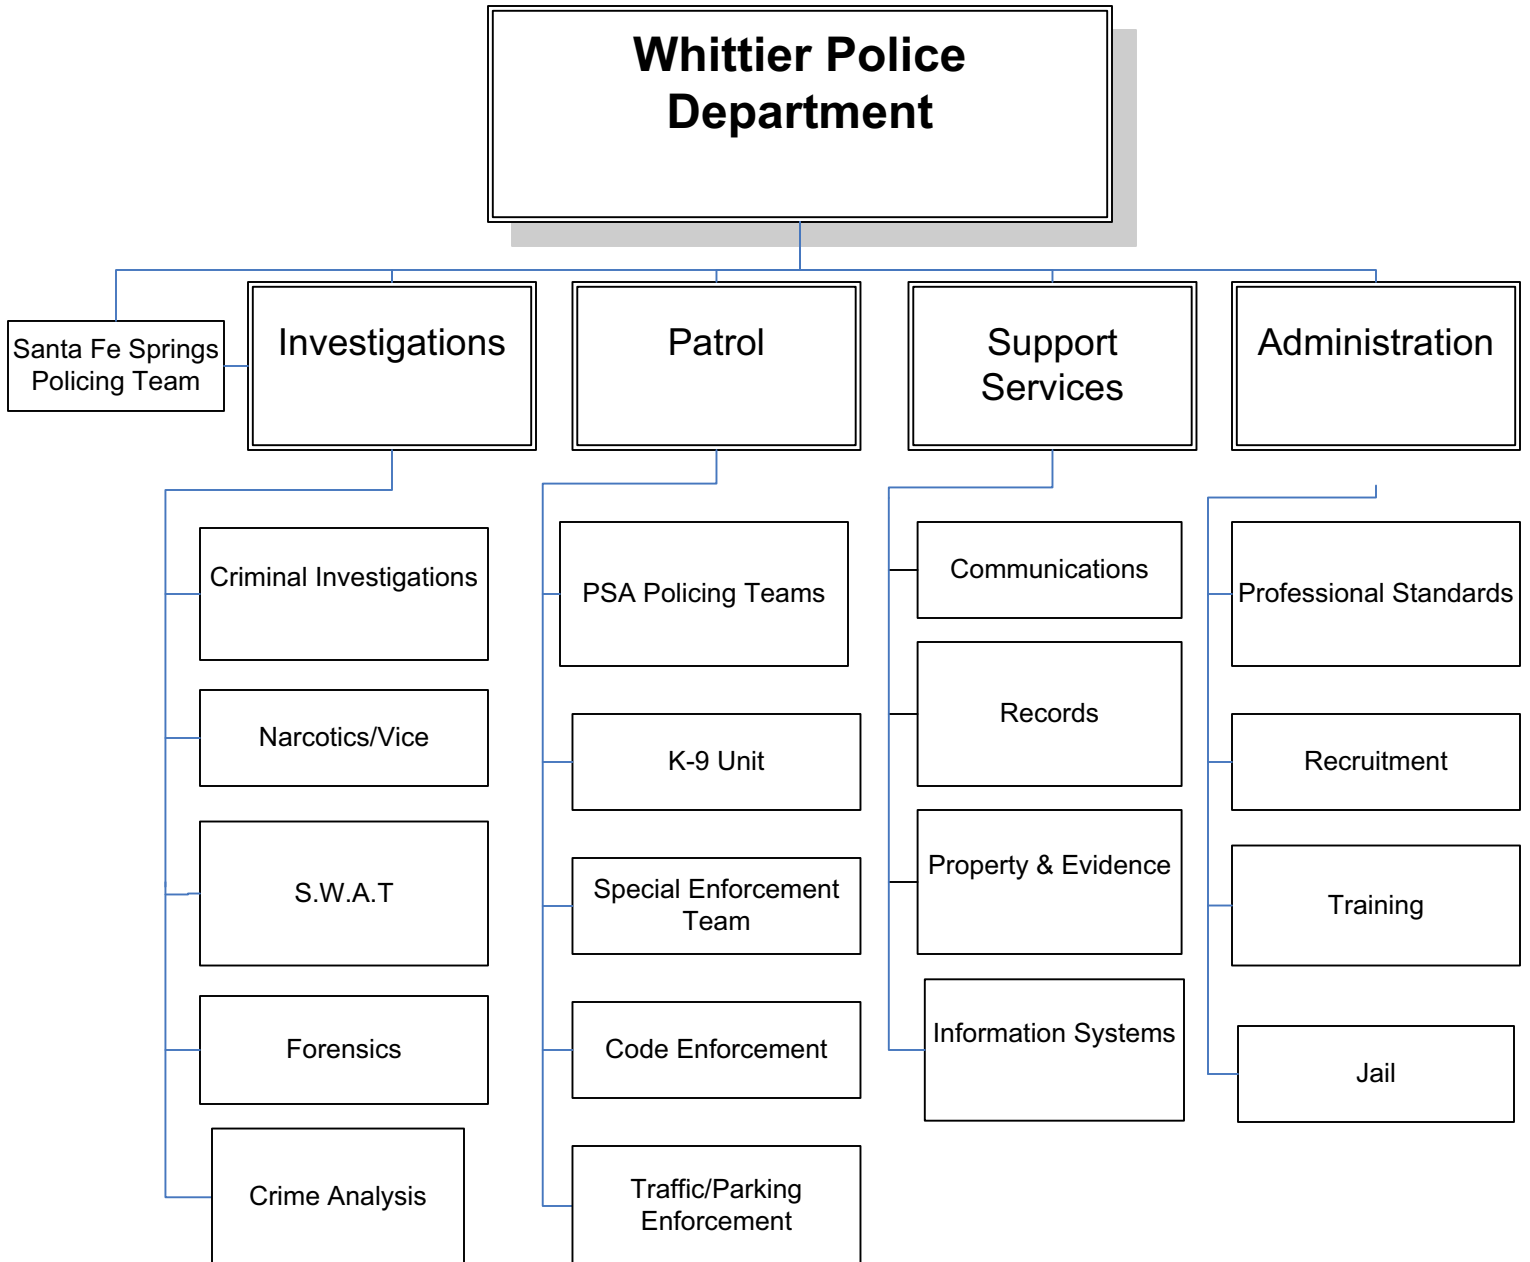 Whittier Police
Department
Santa Fe Springs
Policing Team
Investigations
Patrol
Support
Services
Administration
Criminal Investigations
Narcotics/Vice
S.W.A.T
Forensics
Crime Analysis
PSA Policing Teams
K-9 Unit
Special Enforcement
Team
Code Enforcement
Traffic/Parking
Enforcement
Communications
Records
Property & Evidence
Information Systems
Professional Standards
Recruitment
Training
Jail